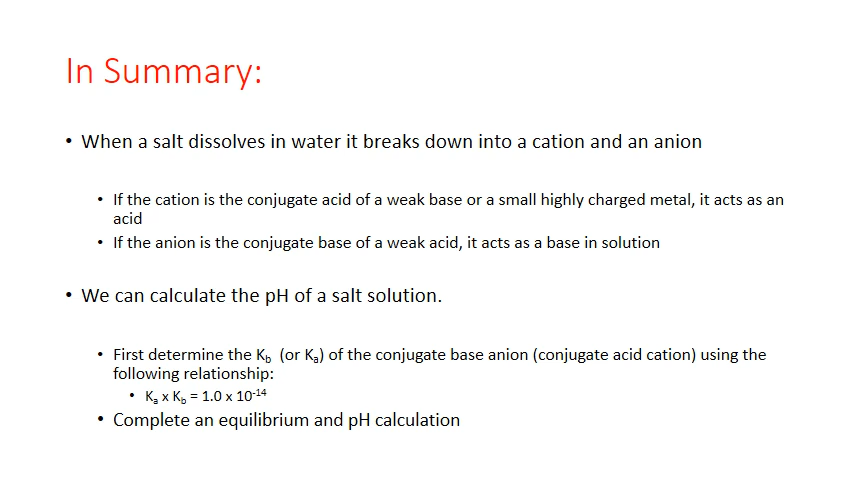 In Summary:
• When a salt dissolves in water it breaks down into a cation and an anion
• If the cation is the conjugate acid of a weak base or a small highly charged metal, it acts as an
acid
• If the anion is the conjugate base of a weak acid, it acts as a base in solution
• We can calculate the pH of a salt solution.
• First determine the K_b (or K_a) of the conjugate base anion (conjugate acid cation) using the
following relationship:
• K_a x K_b = 1.0 x 10^-14
• Complete an equilibrium and pH calculation